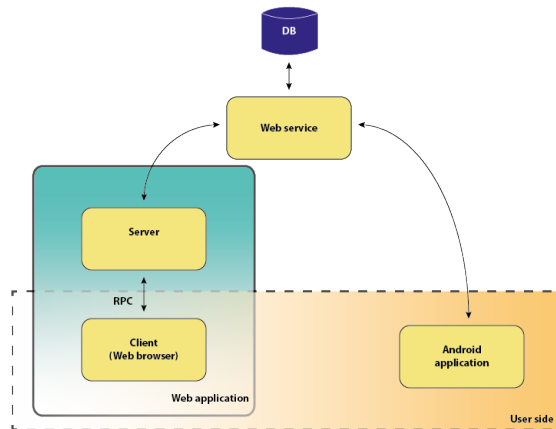 DB
Web service
Server
RPC
Client
(Web browser)
Web application
Android
application
User side